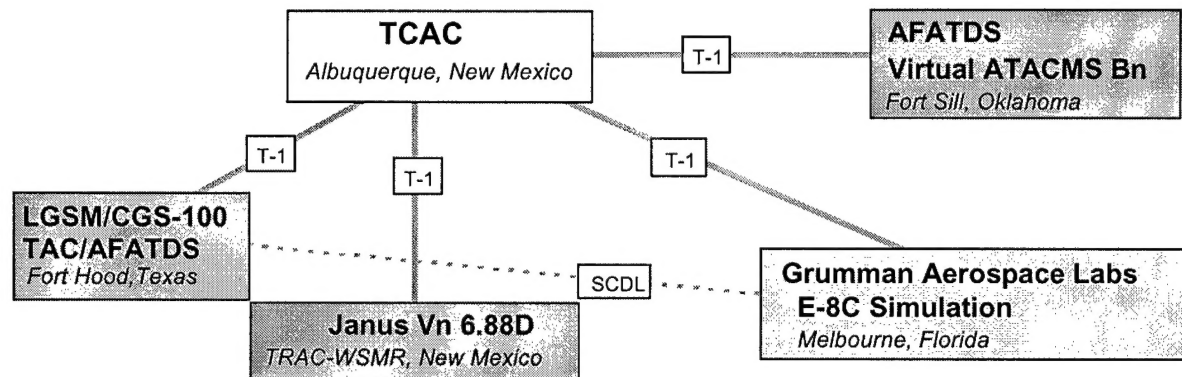 TCAC
Albuquerque, New Mexico
T-1
AFATDS
Virtual ATACMS Bn
Fort Sill, Oklahoma
T-1
T-1
T-1
LGSM/CGS-100
TAC/AFATDS
Fort Hood,Texas
SCDL
Grumman Aerospace Labs
E-8C Simulation
Melbourne, Florida
Janus Vn 6.88D
TRAC-WSMR, New Mexico